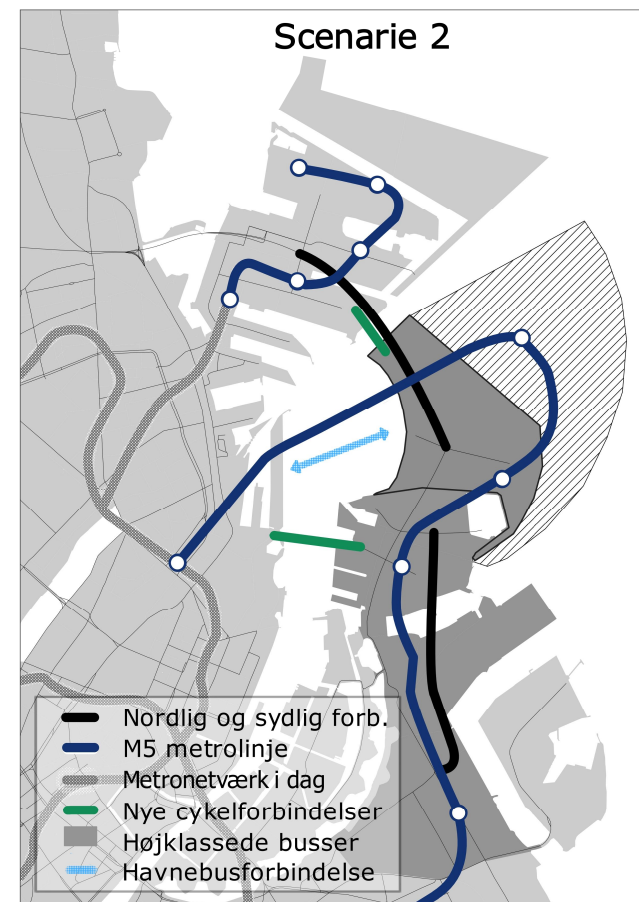 Scenarie 2
Nordlig og sydlig forb.
M5 metrolinje
Metronetværk i dag
Nye cykelforbindelser
Højklassede busser
Havnebusforbindelse